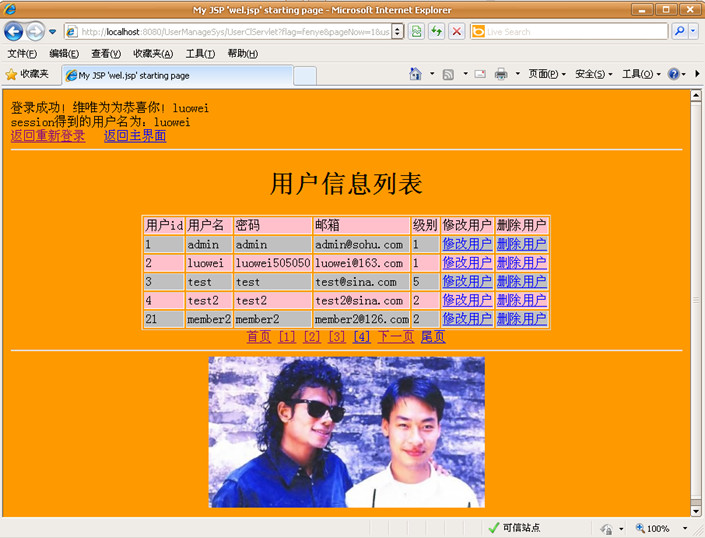 My JSP 'wel.jsp' starting page - Microsoft Internet Explorer
http://localhost:8080/UserManageSys/UserClServlet?flag=fenye&pageNow=1&us
Live Search
文件(F) 编辑(E) 查看(V) 收藏夹(A) 工具(T) 帮助(H)
收藏夹 My JSP 'wel.jsp' starting page 页面(P) 安全(S) 工具(O)
登录成功！维唯为为恭喜你！luowei
session得到的用户名为：luowei
返回重新登录 返回主界面
用户信息列表
用户id 用户名 密码 邮箱 级别 修改用户 删除用户
1 admin admin admin@sohu.com 1 修改用户 删除用户
2 luowei luowei505050 luowei@163.com 1 修改用户 删除用户
3 test test test@sina.com 5 修改用户 删除用户
4 test2 test2 test2@sina.com 2 修改用户 删除用户
21 member2 member2 member2@126.com 2 修改用户 删除用户
首页 [1] [2] [3] [4] 下一页 尾页
可信站点 100%